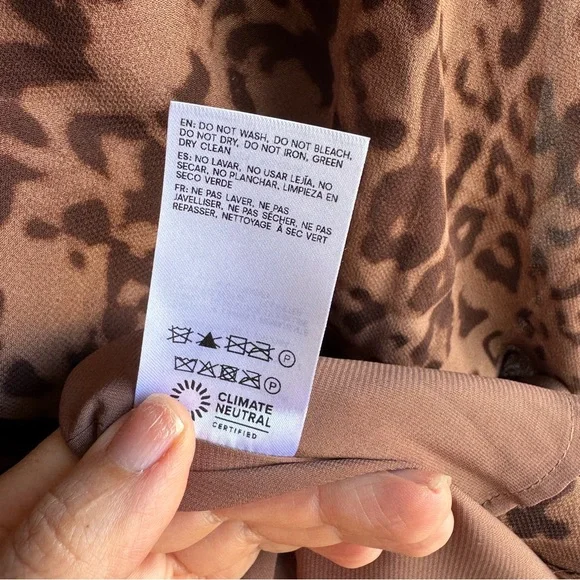 EN: DO NOT WASH, DO NOT BLEACH,
DO NOT DRY, DO NOT IRON, GREEN
DRY CLEAN
ES: NO LAVAR, NO USAR LEJÍA, NO
SECAR, NO PLANCHAR, LIMPIEZA EN
SECO VERDE
FR: NE PAS LAVER, NE PAS
JAVELLISER, NE PAS SÉCHER, NE PAS
REPASSER, NETTOYAGE À SEC VERT
P
P
CLIMATE
NEUTRAL
CERTIFIED